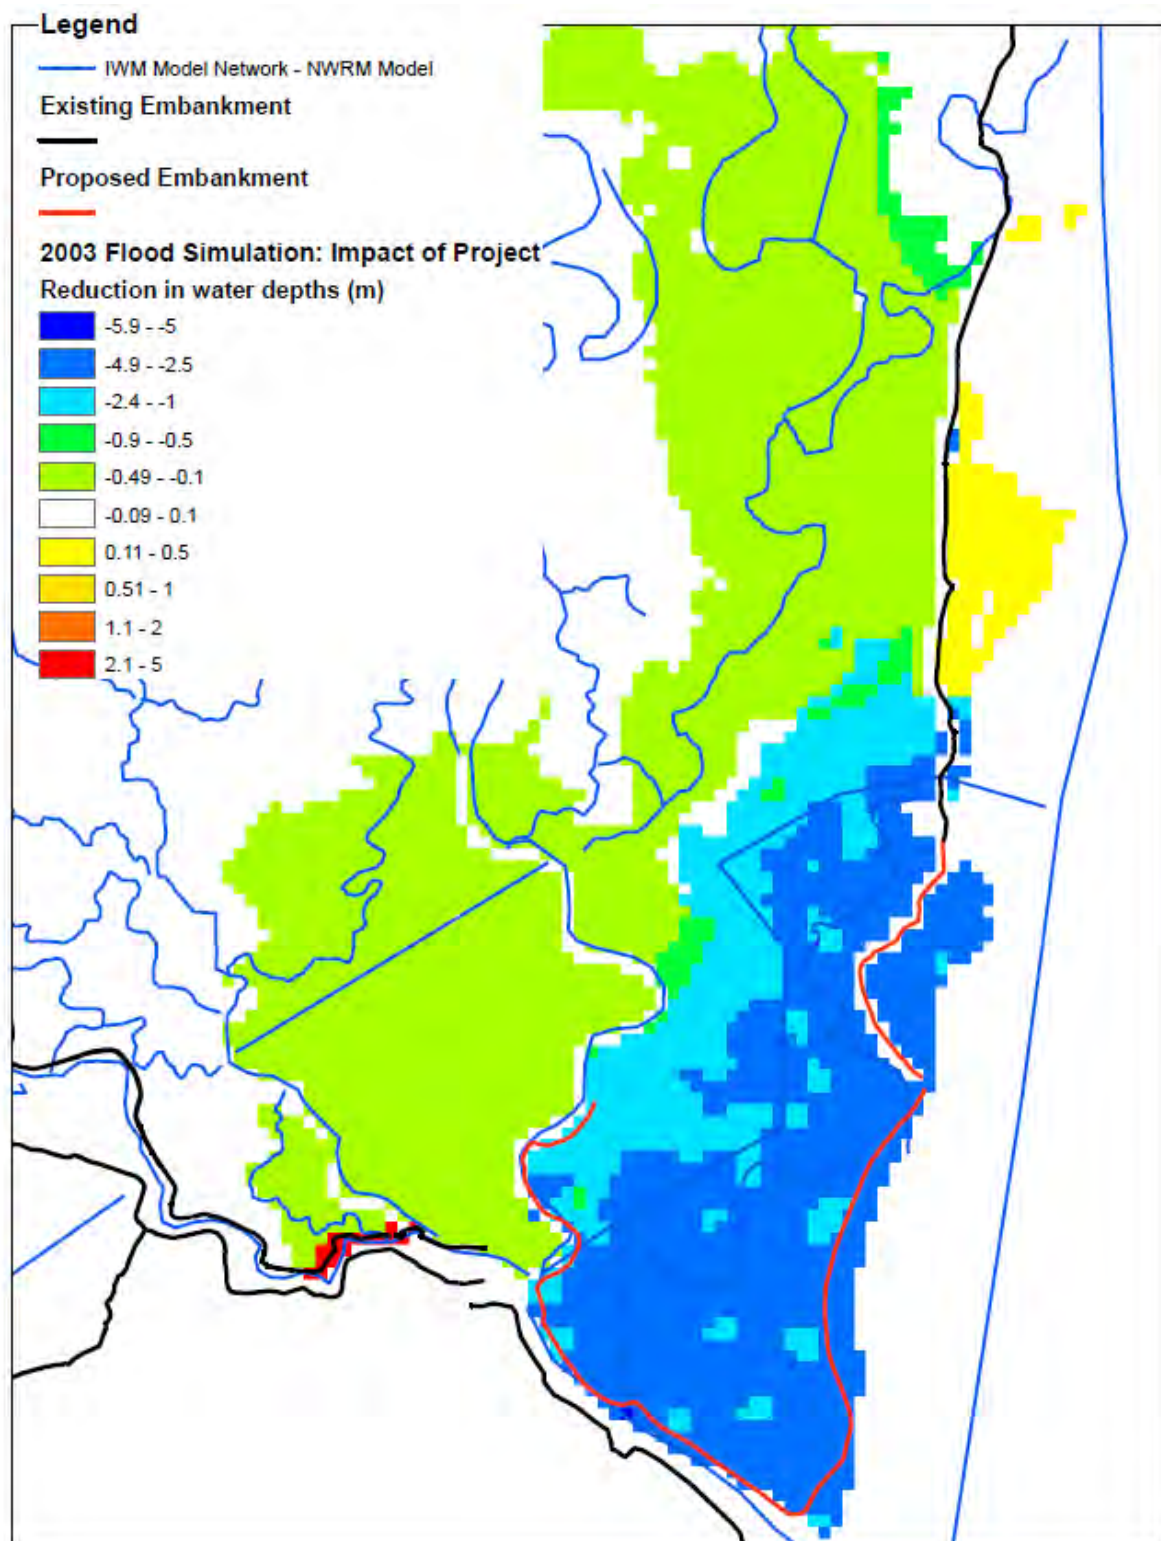 Legend
IWM Model Network - NWRM Model
Existing Embankment
Proposed Embankment
2003 Flood Simulation: Impact of Project
Reduction in water depths (m)
-5.9 - -5
-4.9 - -2.5
-2.4 - -1
-0.9 - -0.5
-0.49 - -0.1
-0.09 - 0.1
0.11 - 0.5
0.51 - 1
1.1 - 2
2.1 - 5